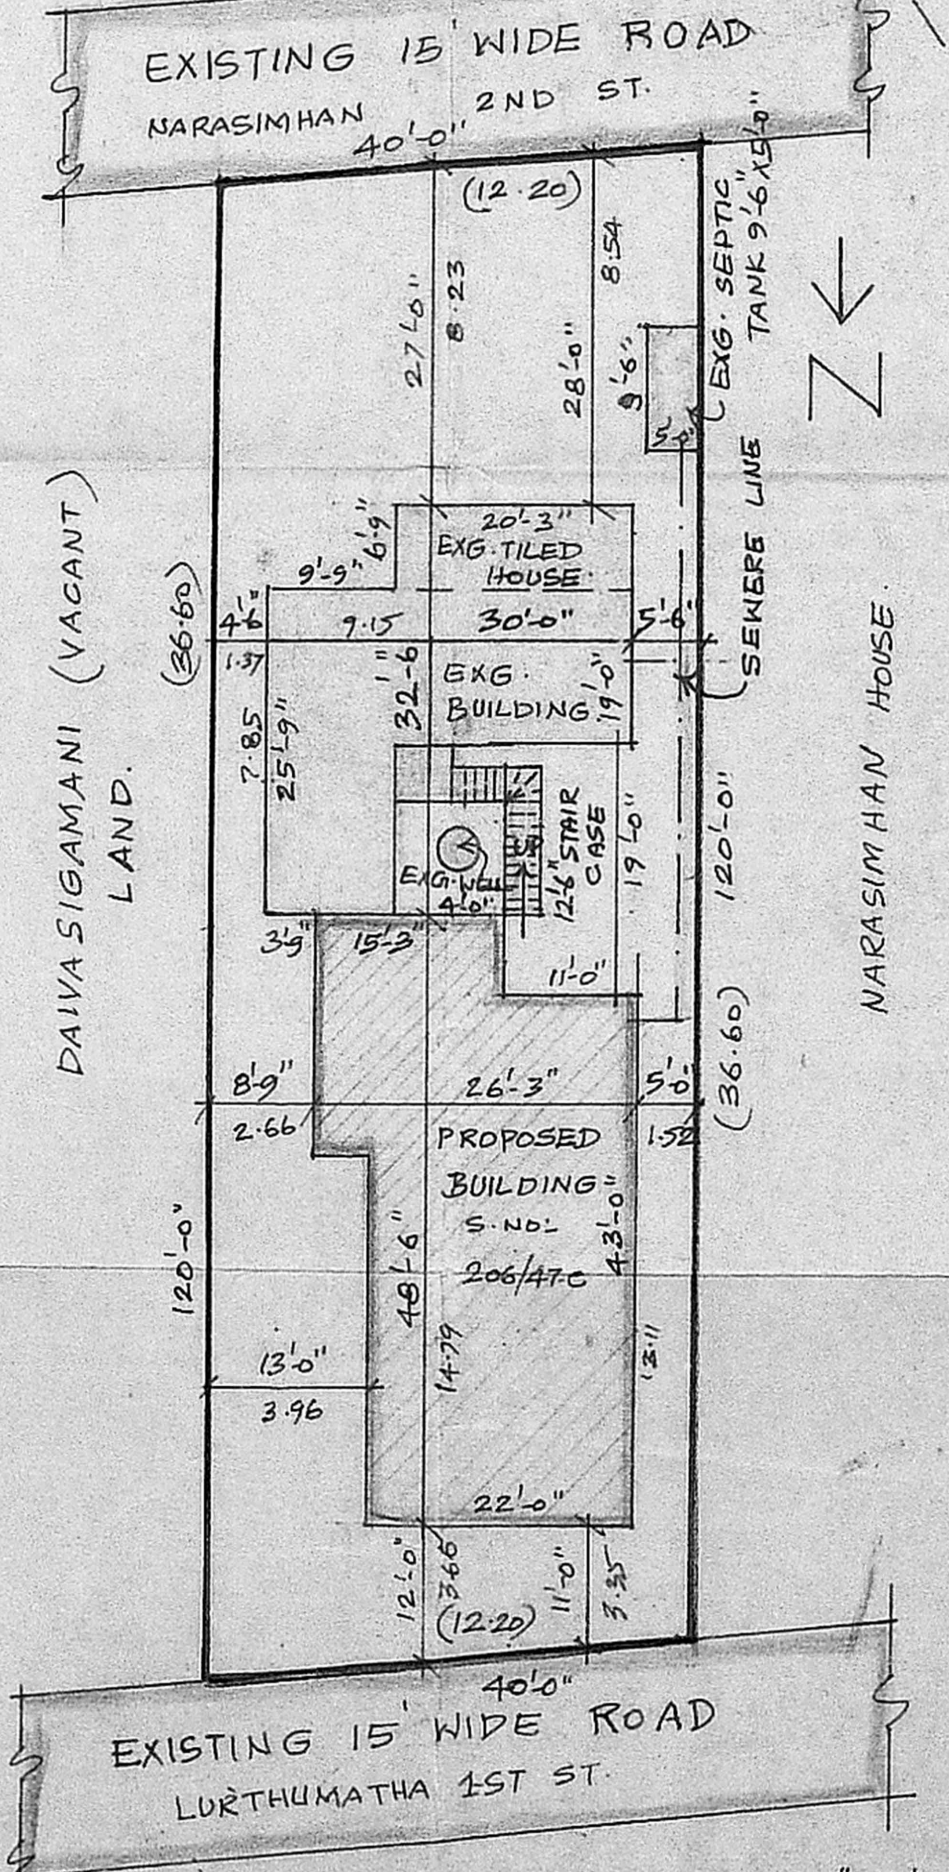 EXISTING 15' WIDE ROAD
NARASIMHAN 2ND ST.
40'-0"
(12.20)
27'-0"
8.23
28'-0"
8.54
9'-6"
5'-0"
EXG. SEPTIC
TANK 9'-6" X 5'-0"
N
SEWERE LINE
20'-3"
EXG. TILED
HOUSE.
6'-9"
9'-9"
4'-6"
1.37
9.15
30'-0"
5'-6"
(36.60)
DAIVASIGAMANI (VACANT)
LAND.
7.85
25'-9"
32'-6"
EXG.
BUILDING
19'-0"
120'-0"
(36.60)
NARASIMHAN HOUSE.
UP
12'-6" STAIR
CASE
19'-0"
EXG. WELL
4'-0"
3'-9"
15'-3"
11'-0"
8'-9"
2.66
26'-3"
5'-0"
1.52
PROPOSED
BUILDING=
S.NO:-
206/47-C
48'-6"
14.79
43'-0"
13.11
120'-0"
13'-0"
3.96
22'-0"
12'-0"
3.66
11'-0"
3.35
(12.20)
40'-0"
EXISTING 15' WIDE ROAD
LURTHUMATHA 1ST ST.